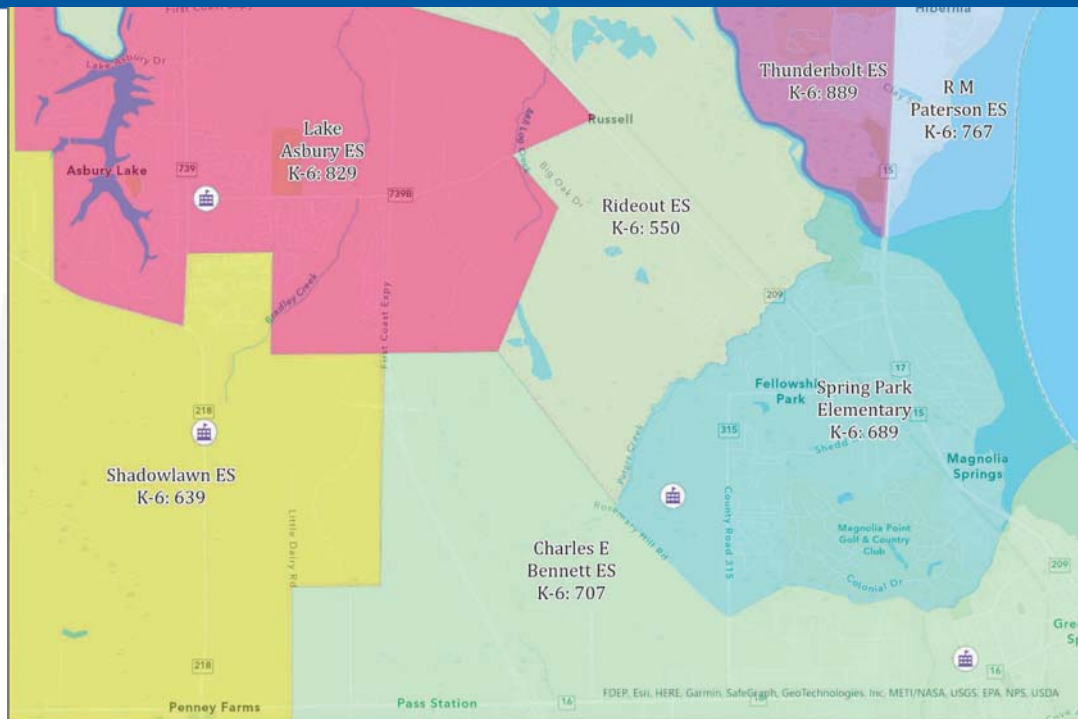 First Coast Expy
Hibernia
Lake Asbury Dr
Thunderbolt ES
K-6: 889
R M
Paterson ES
K-6: 767
Lake
Asbury ES
K-6: 829
Russell
Asbury Lake
739
739B
Big Oak Dr
15
Rideout ES
K-6: 550
Bradley Creek
First Coast Expy
209
17
Fellowship
Park
Spring Park
Elementary
K-6: 689
15
218
315
Shedd
Magnolia
Springs
Shadowlawn ES
K-6: 639
Peters Creek
Rosemary Hill Rd
County Road 315
Magnolia Point
Golf & Country
Club
Little Dairy Rd
Charles E
Bennett ES
K-6: 707
Colonial Dr
209
218
16
Penney Farms
Pass Station
16
FDEP, Esri, HERE, Garmin, SafeGraph, GeoTechnologies, Inc, METI/NASA, USGS, EPA, NPS, USDA